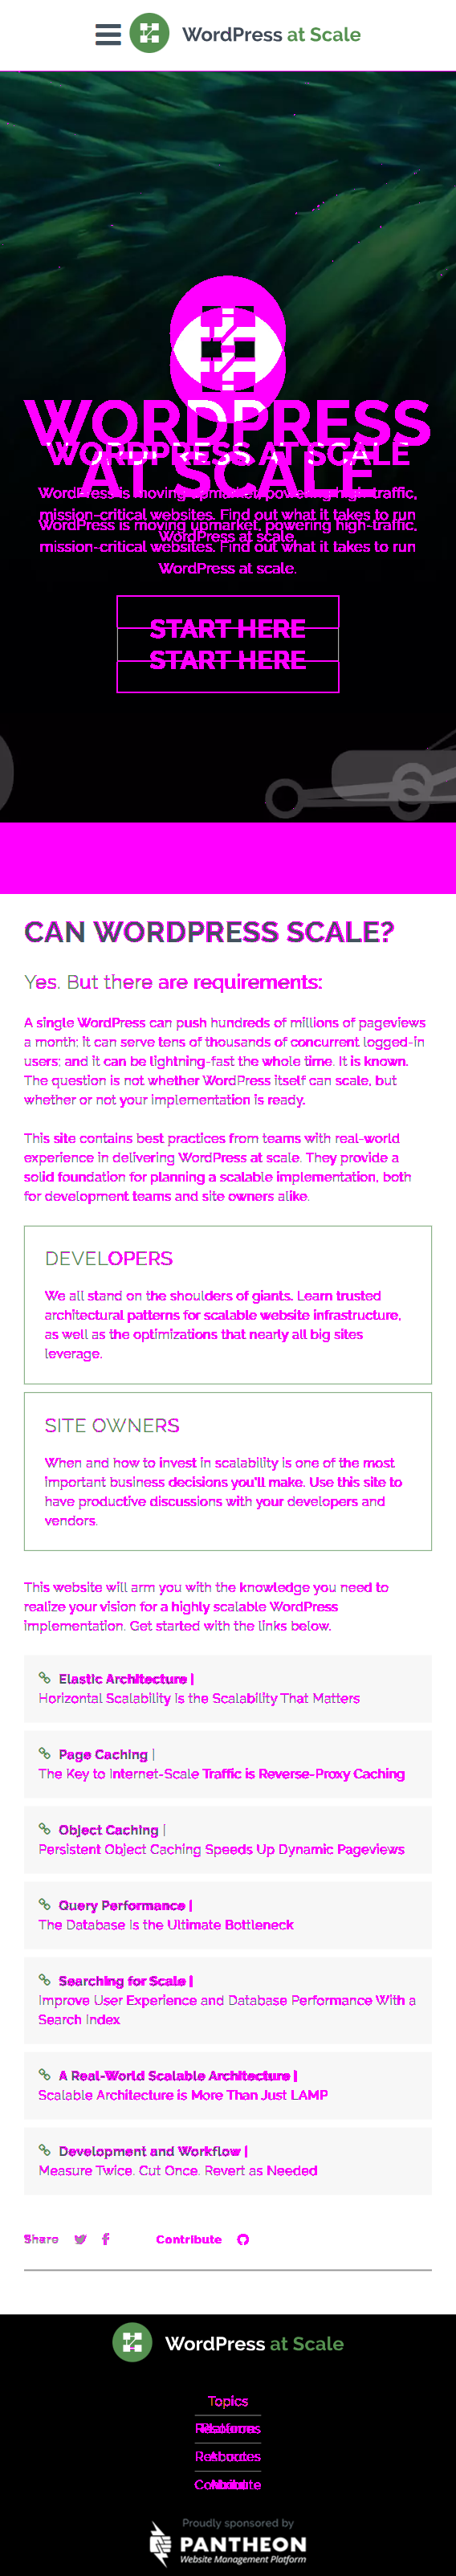 WordPress at Scale
WORDPRESS
AT SCALE
WORDPRESS AT SCALE
WordPress is moving upmarket, powering high-traffic,
mission-critical websites. Find out what it takes to run
WordPress at scale.
WordPress is moving upmarket, powering high-traffic,
mission-critical websites. Find out what it takes to run
WordPress at scale.
START HERE
START HERE
CAN WORDPRESS SCALE?
Yes. But there are requirements:
A single WordPress can push hundreds of millions of pageviews
a month; it can serve tens of thousands of concurrent logged-in
users; and it can be lightning-fast the whole time. It is known.
The question is not whether WordPress itself can scale, but
whether or not your implementation is ready.
This site contains best practices from teams with real-world
experience in delivering WordPress at scale. They provide a
solid foundation for planning a scalable implementation, both
for development teams and site owners alike.
DEVELOPERS
We all stand on the shoulders of giants. Learn trusted
architectural patterns for scalable website infrastructure,
as well as the optimizations that nearly all big sites
leverage.
SITE OWNERS
When and how to invest in scalability is one of the most
important business decisions you'll make. Use this site to
have productive discussions with your developers and
vendors.
This website will arm you with the knowledge you need to
realize your vision for a highly scalable WordPress
implementation. Get started with the links below.
Elastic Architecture |
Horizontal Scalability is the Scalability That Matters
Page Caching |
The Key to Internet-Scale Traffic is Reverse-Proxy Caching
Object Caching |
Persistent Object Caching Speeds Up Dynamic Pageviews
Query Performance |
The Database is the Ultimate Bottleneck
Searching for Scale |
Improve User Experience and Database Performance With a
Search Index
A Real-World Scalable Architecture |
Scalable Architecture is More Than Just LAMP
Development and Workflow |
Measure Twice, Cut Once, Revert as Needed
Share Contribute
WordPress at Scale
Topics
Proudly sponsored by
PANTHEON
Website Management Platform